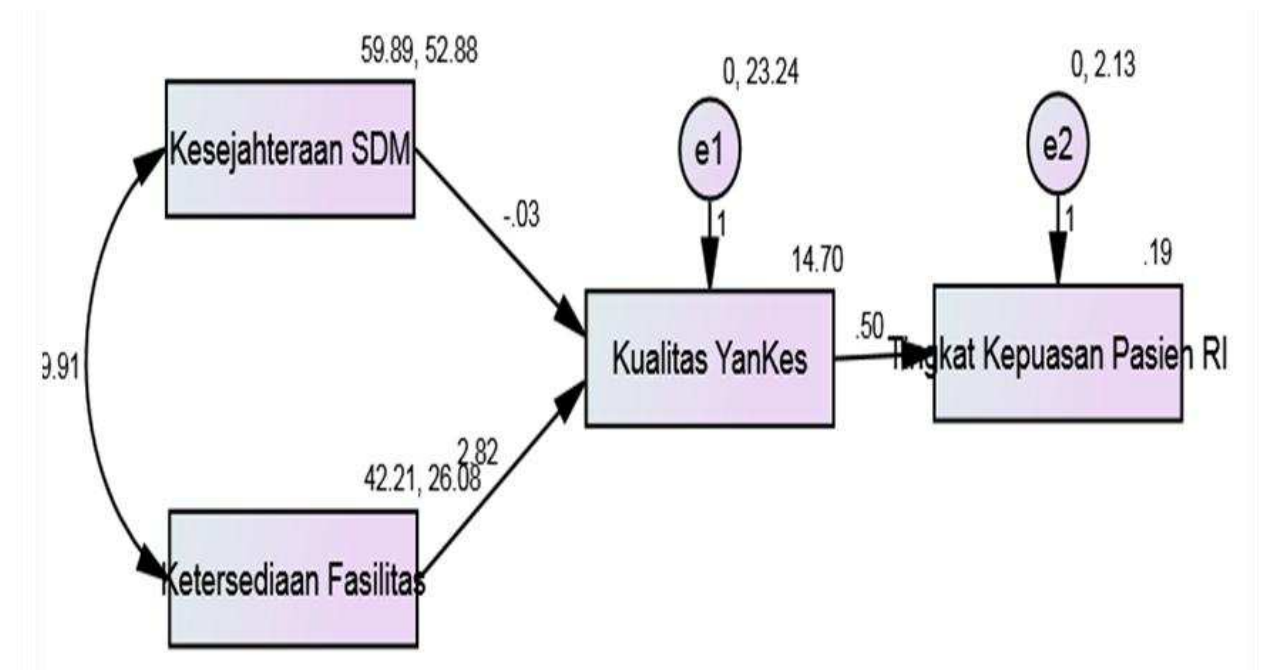 59.89, 52.88
0, 23.24
0, 2.13
Kesejahteraan SDM
e1
e2
-.03
1
1
14.70
.19
9.91
Kualitas YanKes
.50
Tingkat Kepuasan Pasien RI
2.82
42.21, 26.08
Ketersediaan Fasilitas